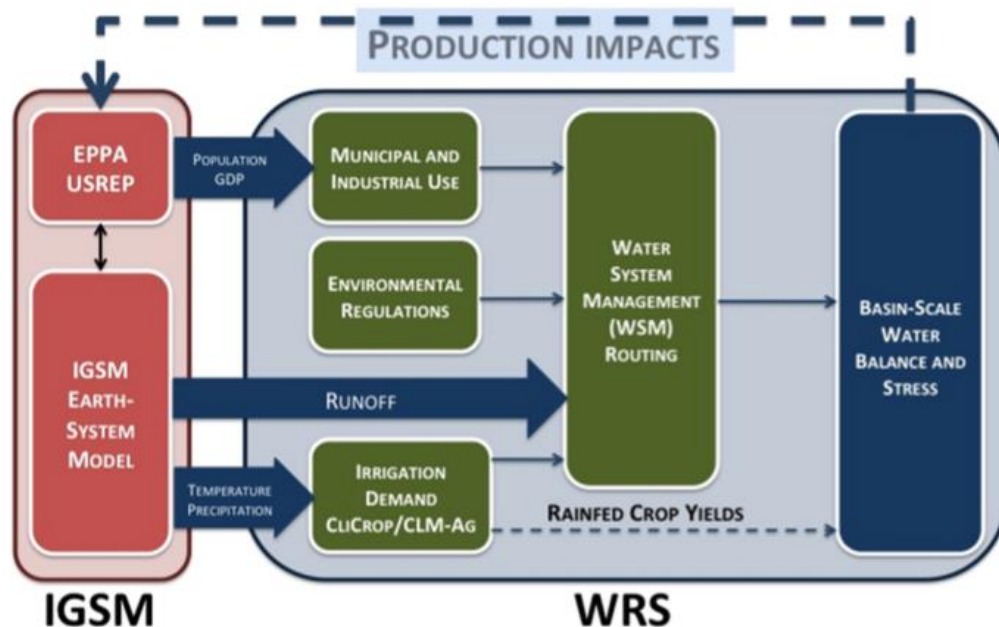 PRODUCTION IMPACTS
EPPA
USREP
POPULATION
GDP
MUNICIPAL AND
INDUSTRIAL USE
ENVIRONMENTAL
REGULATIONS
WATER
SYSTEM
MANAGEMENT
(WSM)
ROUTING
BASIN-SCALE
WATER
BALANCE AND
STRESS
IGSM
EARTH-
SYSTEM
MODEL
RUNOFF
TEMPERATURE
PRECIPITATION
IRRIGATION
DEMAND
CLICROP/CLM-AG
RAINFED CROP YIELDS
IGSM
WRS